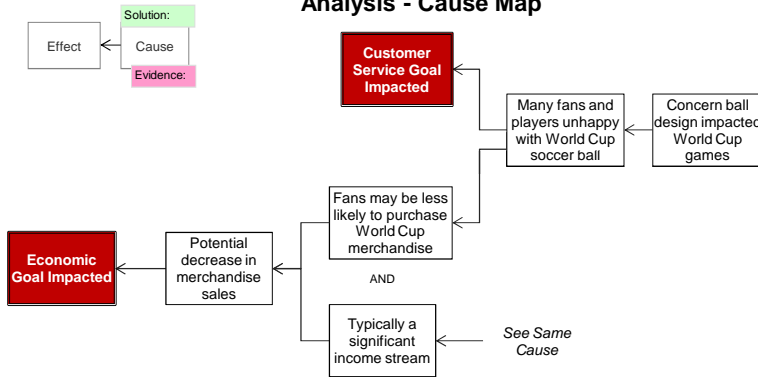 Analysis - Cause Map
Solution:
Effect
Cause
Evidence:
Customer
Service Goal
Impacted
Many fans and
players unhappy
with World Cup
soccer ball
Concern ball
design impacted
World Cup
games
Fans may be less
likely to purchase
World Cup
merchandise
Economic
Goal Impacted
Potential
decrease in
merchandise
sales
AND
Typically a
significant
income stream
See Same
Cause